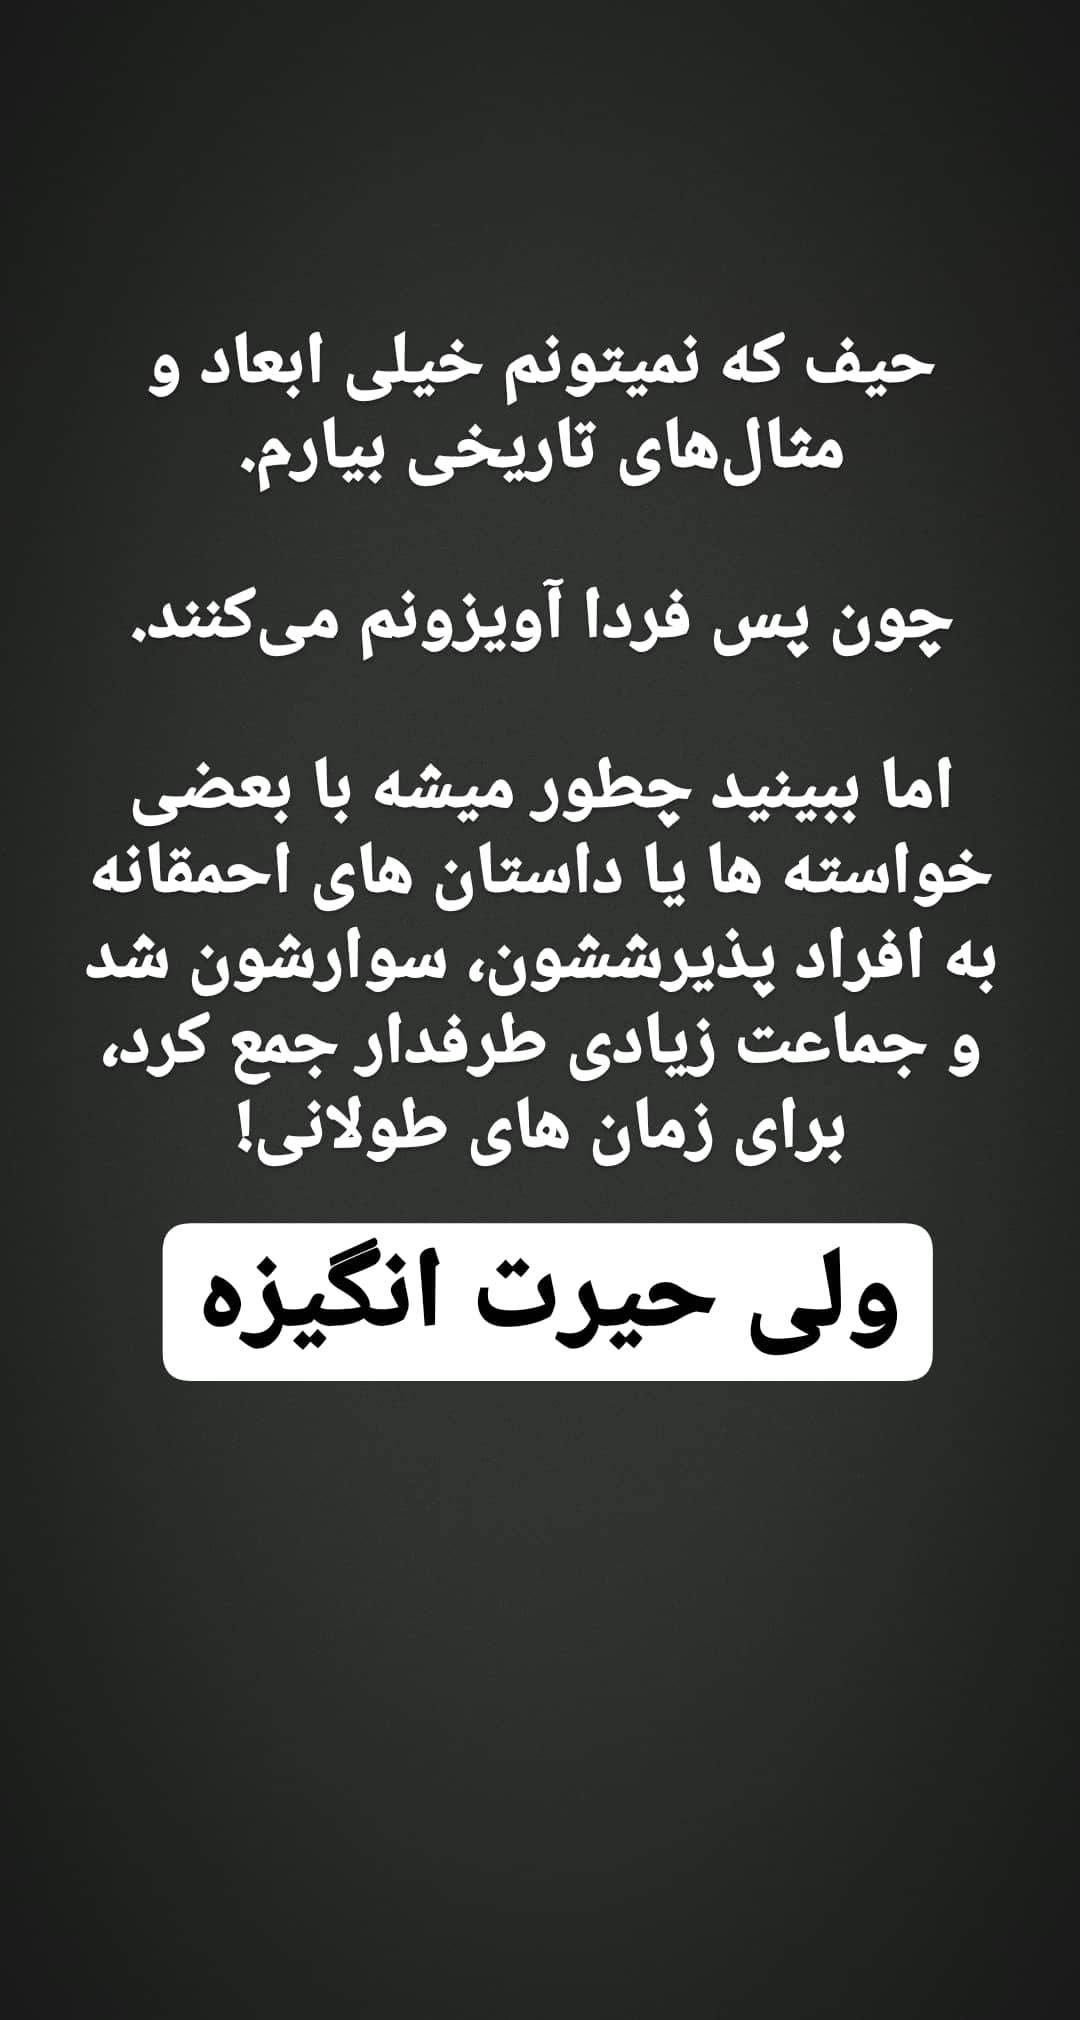 حیف که نمیتونم خیلی ابعاد و
مثال‌های تاریخی بیارم.
چون پس فردا آویزونم می‌کنند.
اما ببینید چطور میشه با بعضی
خواسته ها یا داستان های احمقانه
به افراد پذیرششون، سوارشون شد
و جماعت زیادی طرفدار جمع کرد،
برای زمان های طولانی!
ولی حیرت انگیزه